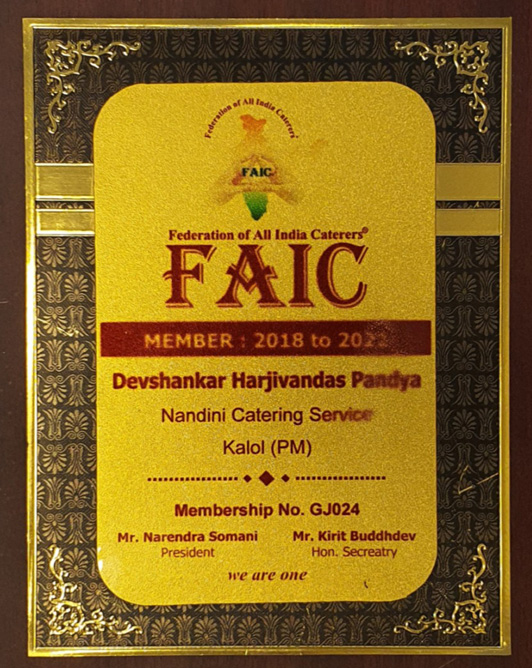 Federation of All India Caterers®
FAIC
Federation of All India Caterers®
FAIC
MEMBER : 2018 to
Devshankar Harjivandas Pandya
Nandini Catering Service
Kalol (PM)
Membership No. GJ024
Mr. Narendra Somani Mr. Kirit Buddhdev
President Hon. Secreatry
we are one